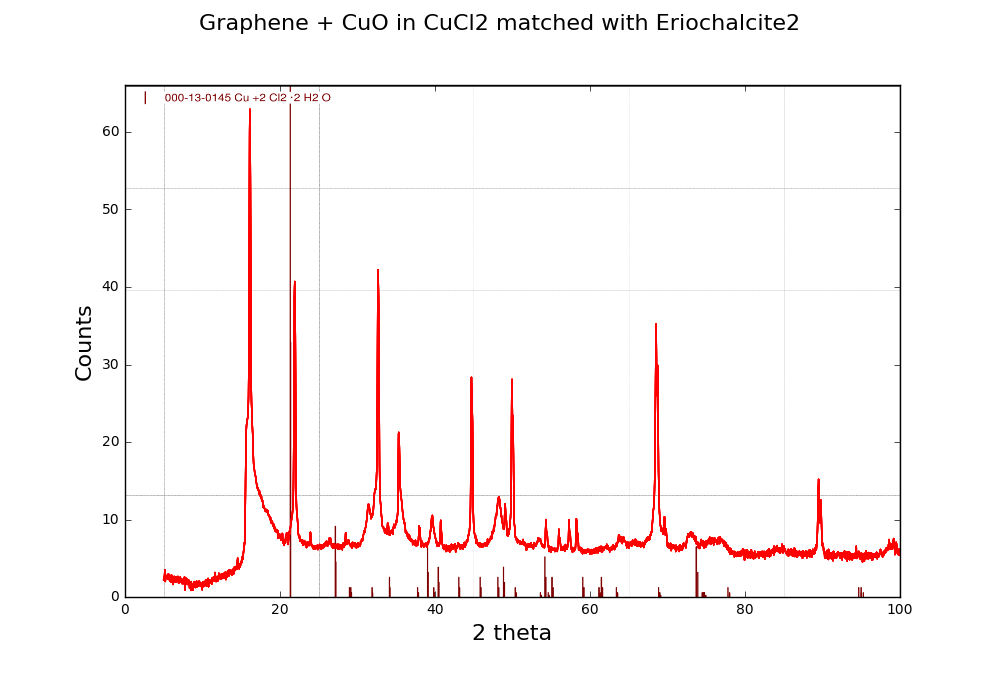 Graphene + CuO in CuCl2 matched with Eriochalcite2
000-13-0145 Cu +2 Cl2 ·2 H2 O
60
50
40
30
20
10
0
Counts
0 20 40 60 80 100
2 theta